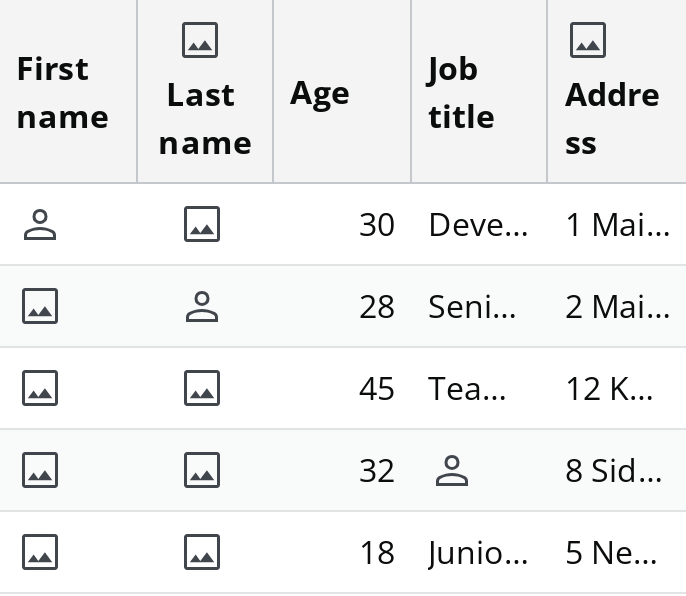 First name
Last name
Age
Job title
Address
30 Deve... 1 Mai...
28 Seni... 2 Mai...
45 Tea... 12 K...
32 8 Sid...
18 Junio... 5 Ne...